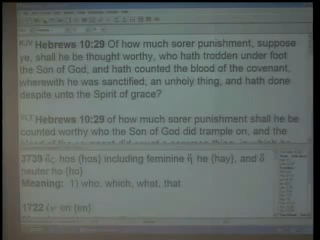 KJV Hebrews 10:29 Of how much sorer punishment, suppose
ye, shall he be thought worthy, who hath trodden under foot
the Son of God, and hath counted the blood of the covenant,
wherewith he was sanctified, an unholy thing, and hath done
despite unto the Spirit of grace?
YLT Hebrews 10:29 of how much sorer punishment shall he be
counted worthy who the Son of God did trample on, and the
3739 ὅς hos (hos) including feminine ἥ he (hay), and ὅ
neuter ho (ho)
Meaning: 1) who, which, what, that
1722 ἐν en (en)